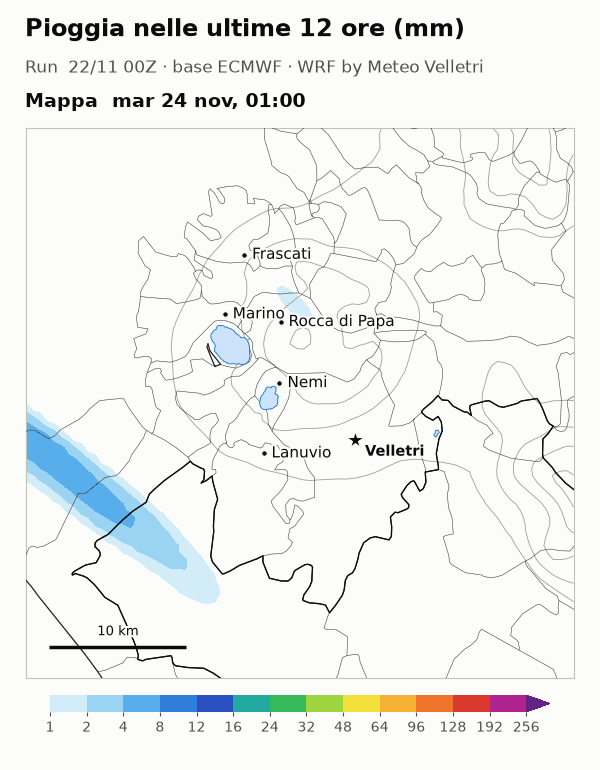 Pioggia nelle ultime 12 ore (mm)
Run  22/11 00Z · base ECMWF · WRF by Meteo Velletri
Mappa  mar 24 nov, 01:00
Frascati
Marino
Rocca di Papa
Nemi
Velletri
Lanuvio
10 km
1 2 4 8 12 16 24 32 48 64 96 128 192 256